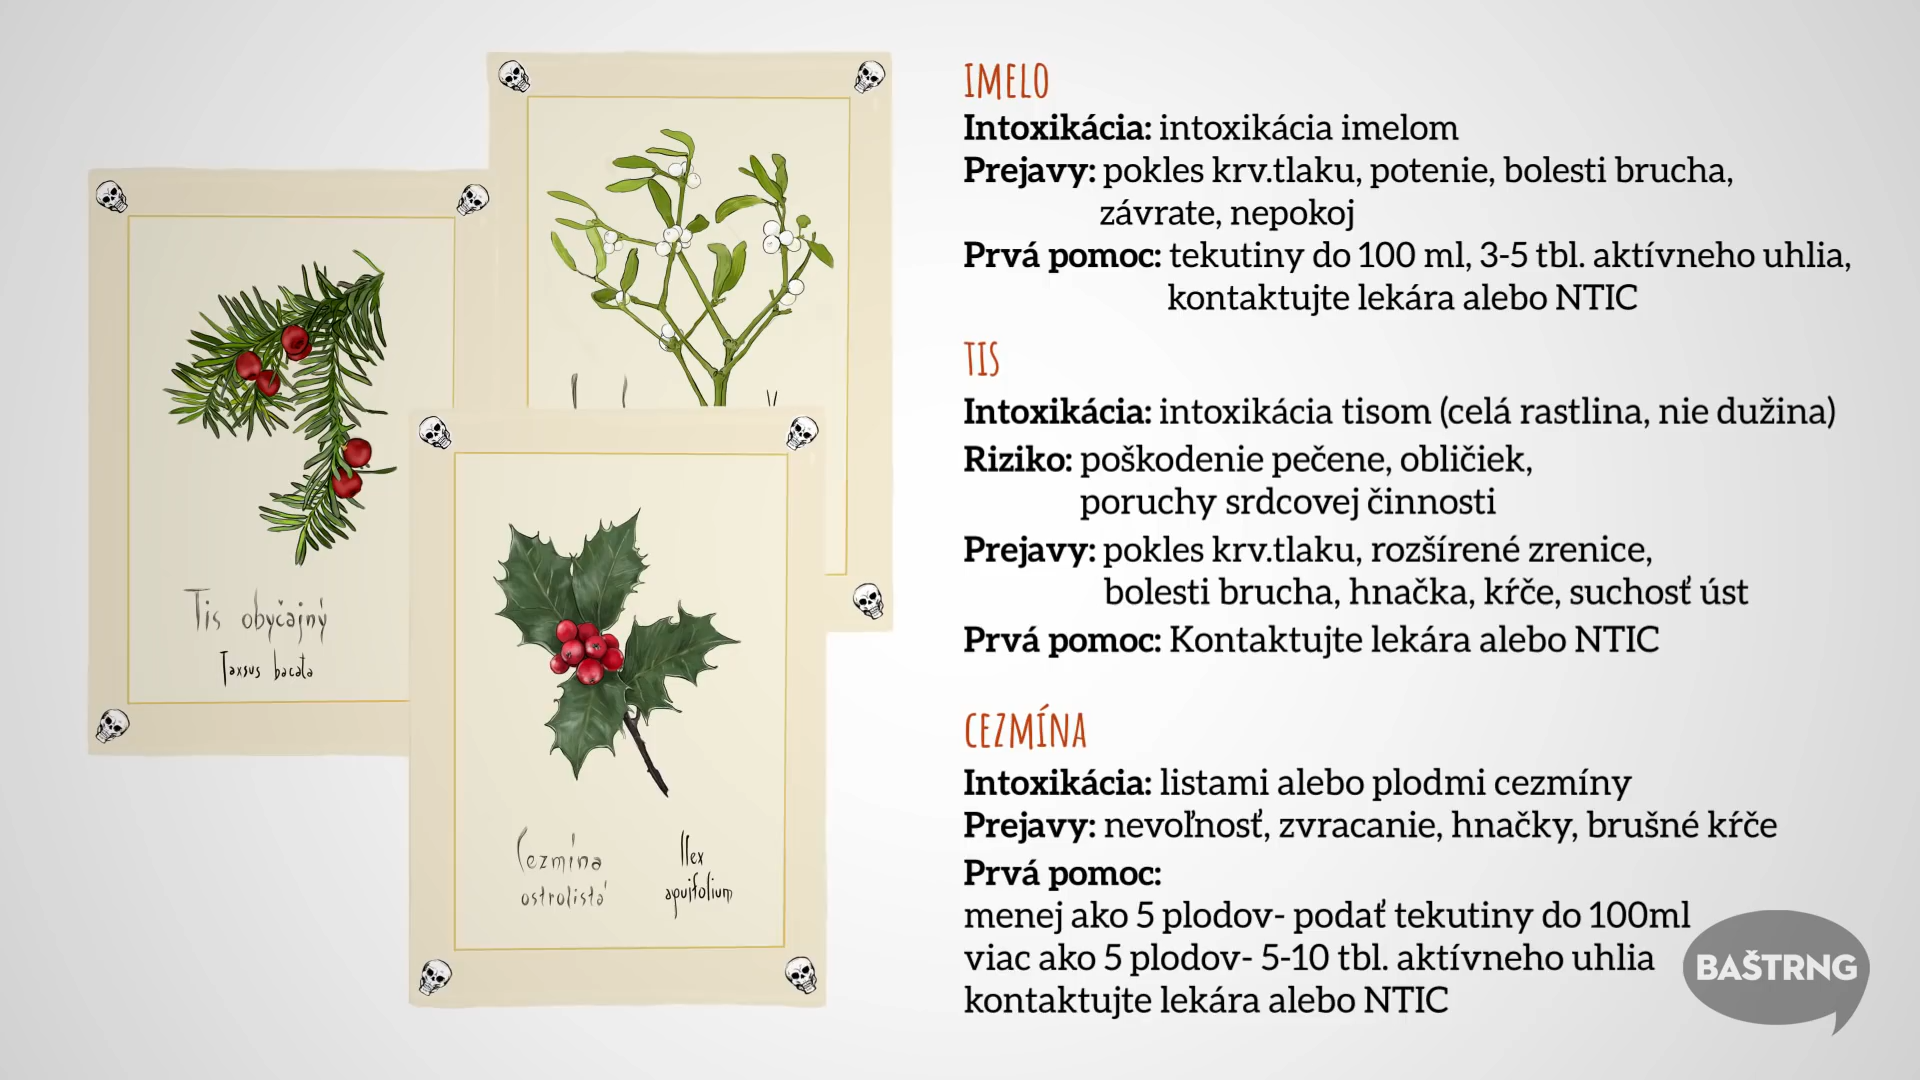 IMELO
Intoxikácia: intoxikácia imelom
Prejavy: pokles krv.tlaku, potenie, bolesti brucha,
závrate, nepokoj
Prvá pomoc: tekutiny do 100 ml, 3-5 tbl. aktívneho uhlia,
kontaktujte lekára alebo NTIC
TIS
Intoxikácia: intoxikácia tisom (celá rastlina, nie dužina)
Riziko: poškodenie pečene, obličiek,
poruchy srdcovej činnosti
Prejavy: pokles krv.tlaku, rozšírené zrenice,
bolesti brucha, hnačka, kŕče, suchosť úst
Prvá pomoc: Kontaktujte lekára alebo NTIC
CEZMÍNA
Intoxikácia: listami alebo plodmi cezmíny
Prejavy: nevoľnosť, zvracanie, hnačky, brušné kŕče
Prvá pomoc:
menej ako 5 plodov- podať tekutiny do 100ml
viac ako 5 plodov- 5-10 tbl. aktívneho uhlia
kontaktujte lekára alebo NTIC
Tis obyčajný
Taxsus bacata
Cezmína
ostrolistá
Ilex
aquifolium
BAŠTRNG